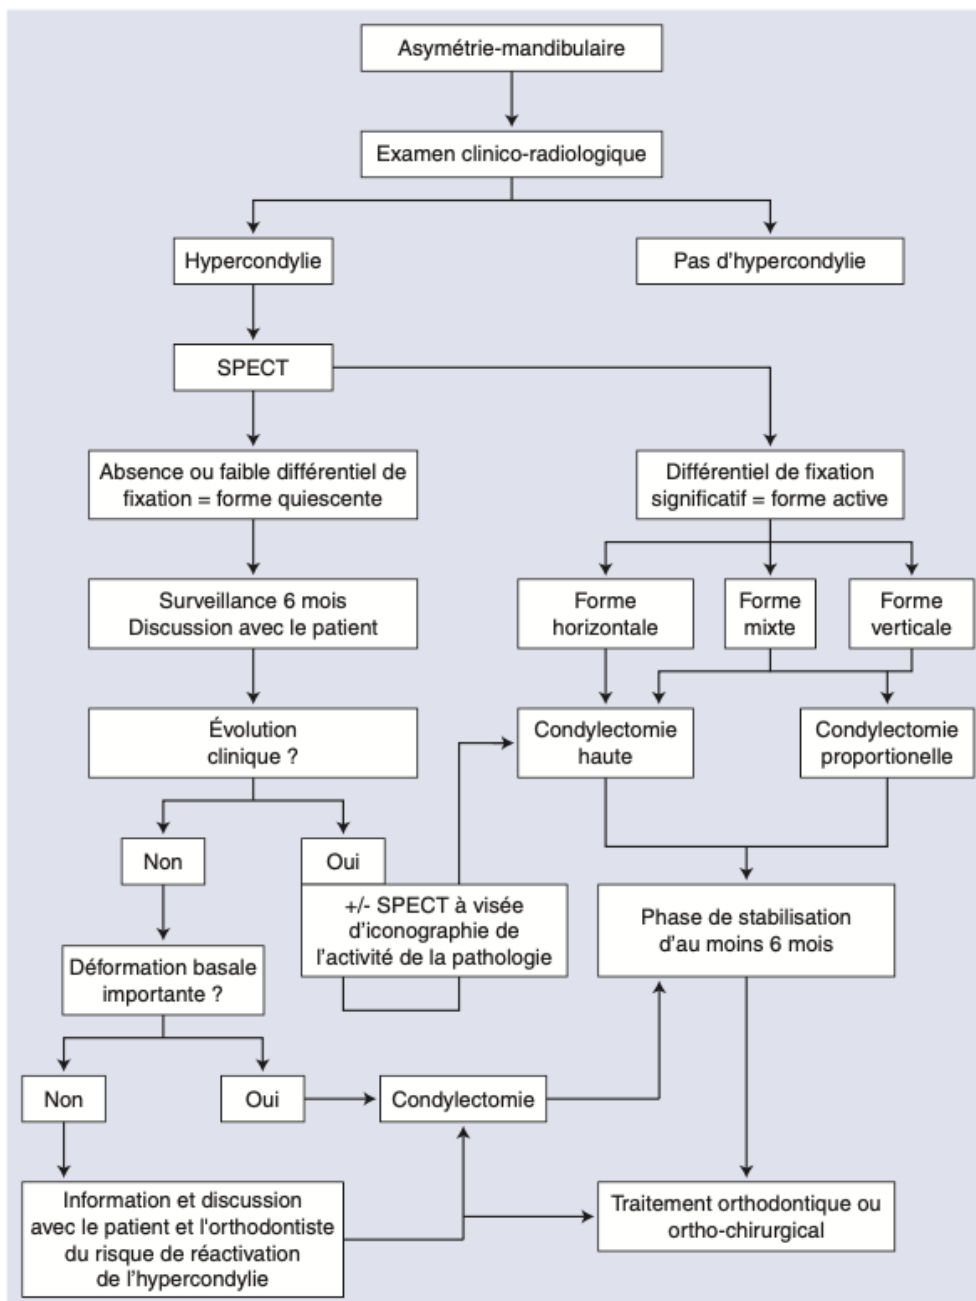 Asymétrie-mandibulaire
Examen clinico-radiologique
Hypercondylie
Pas d'hypercondylie
SPECT
Absence ou faible différentiel de
fixation = forme quiescente
Différentiel de fixation
significatif = forme active
Surveillance 6 mois
Discussion avec le patient
Forme
horizontale
Forme
mixte
Forme
verticale
Évolution
clinique ?
Condylectomie
haute
Condylectomie
proportionelle
Non
Oui
+/- SPECT à visée
d'iconographie de
l'activité de la pathologie
Phase de stabilisation
d'au moins 6 mois
Déformation basale
importante ?
Non
Oui
Condylectomie
Information et discussion
avec le patient et l'orthodontiste
du risque de réactivation
de l'hypercondylie
Traitement orthodontique ou
ortho-chirurgical